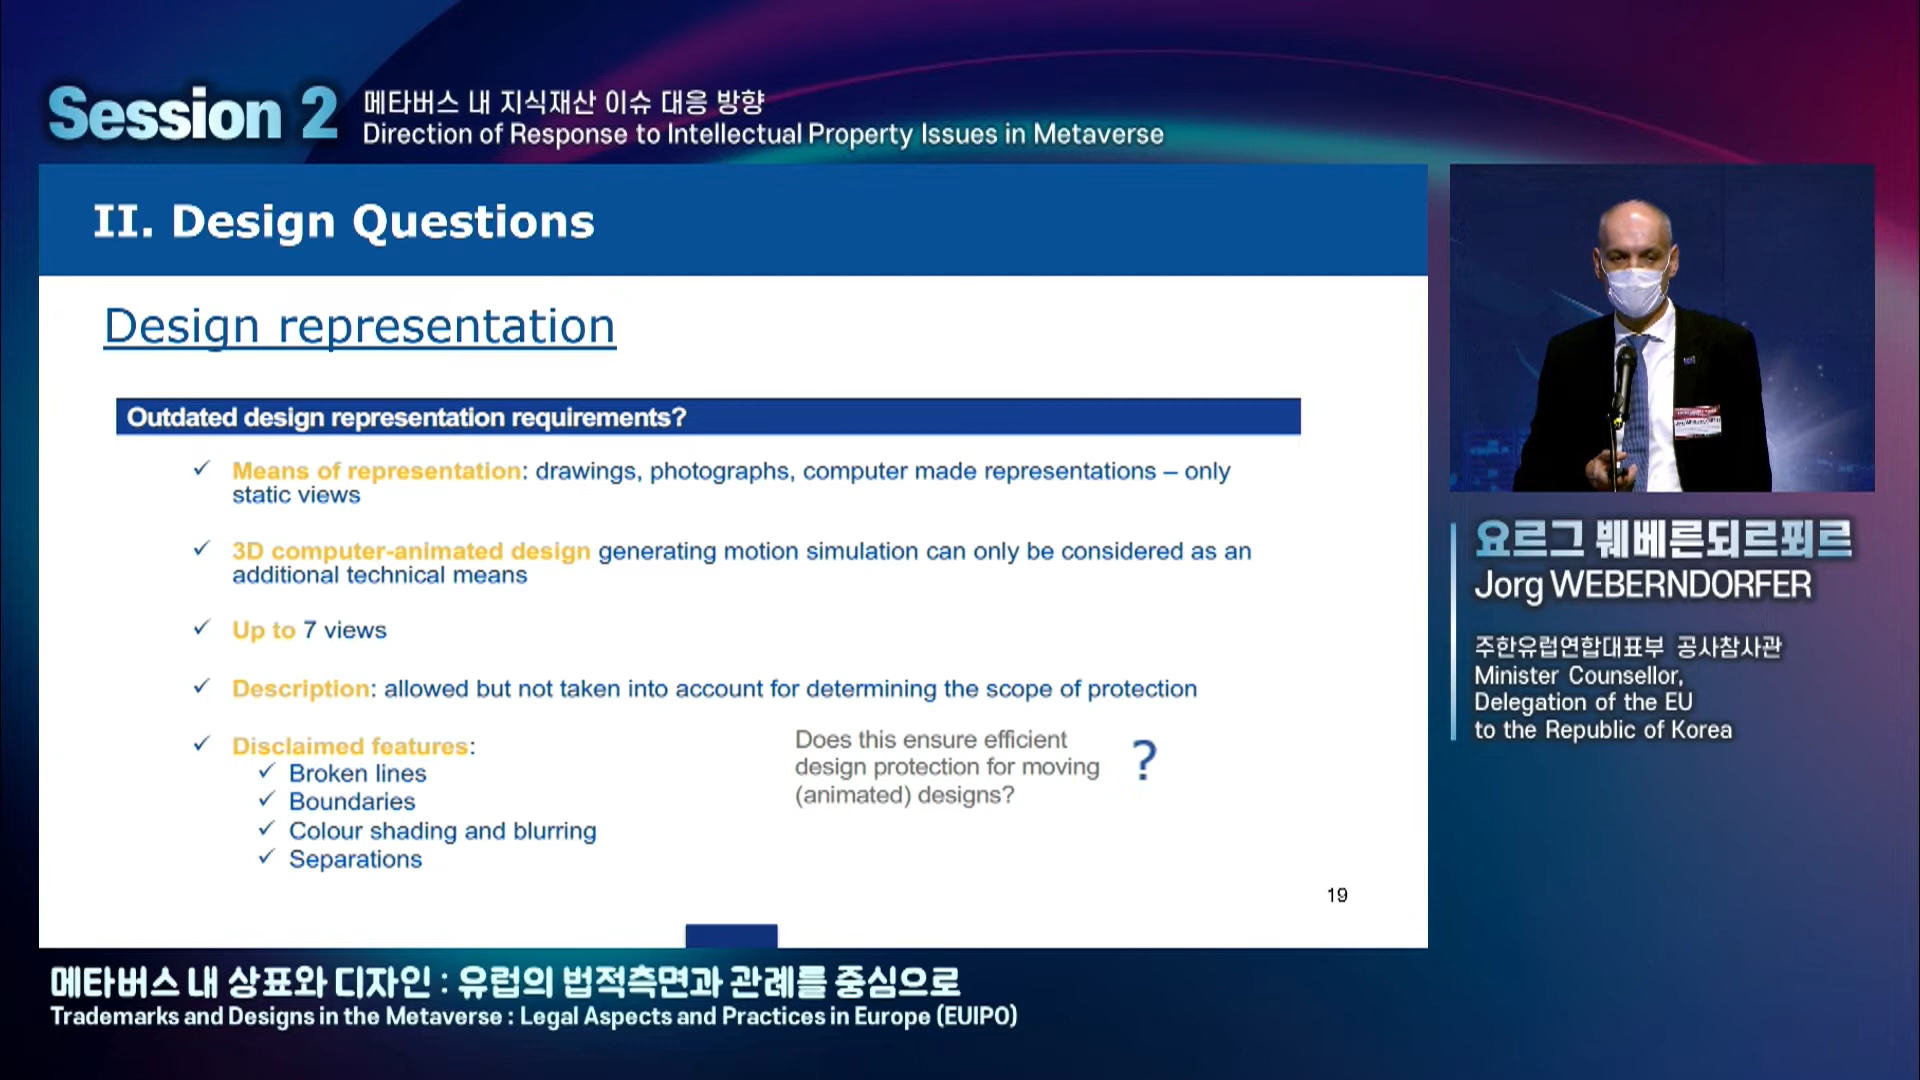 Session 2
메타버스 내 지식재산 이슈 대응 방향
Direction of Response to Intellectual Property Issues in Metaverse
II. Design Questions
Design representation
Outdated design representation requirements?
✓ Means of representation: drawings, photographs, computer made representations – only
static views
✓ 3D computer-animated design generating motion simulation can only be considered as an
additional technical means
✓ Up to 7 views
✓ Description: allowed but not taken into account for determining the scope of protection
✓ Disclaimed features:
✓ Broken lines
✓ Boundaries
✓ Colour shading and blurring
✓ Separations
Does this ensure efficient
design protection for moving
(animated) designs?
?
19
요르그 붸베른되르푀르
Jorg WEBERNDORFER
주한유럽연합대표부 공사참사관
Minister Counsellor,
Delegation of the EU
to the Republic of Korea
메타버스 내 상표와 디자인 : 유럽의 법적측면과 관례를 중심으로
Trademarks and Designs in the Metaverse : Legal Aspects and Practices in Europe (EUIPO)